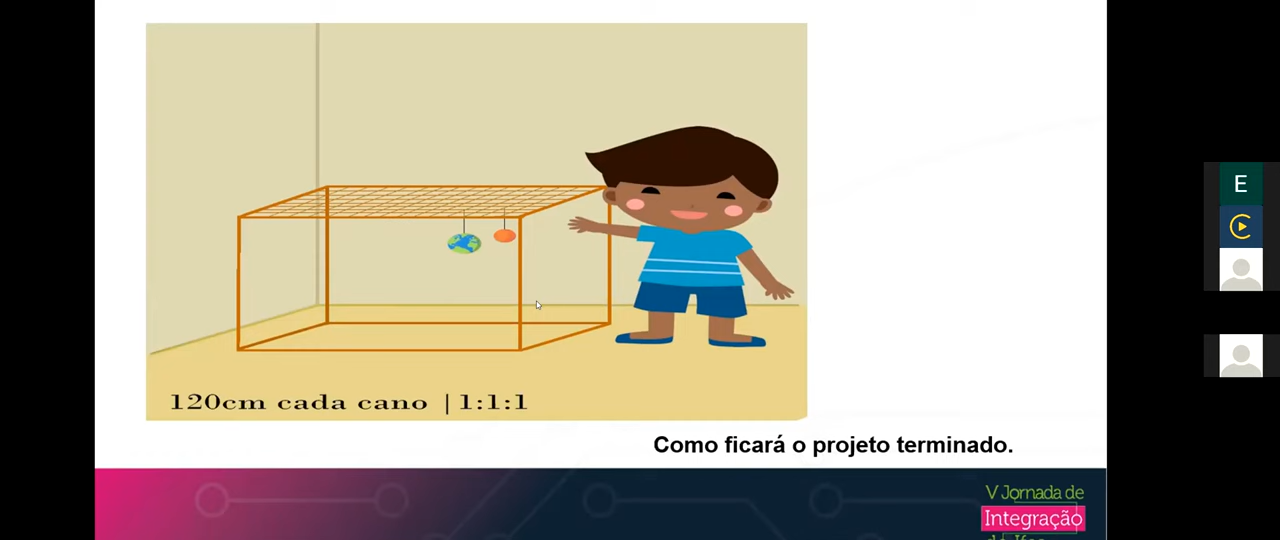 E
120cm cada cano | 1:1:1
Como ficará o projeto terminado.
V Jornada de
Integração